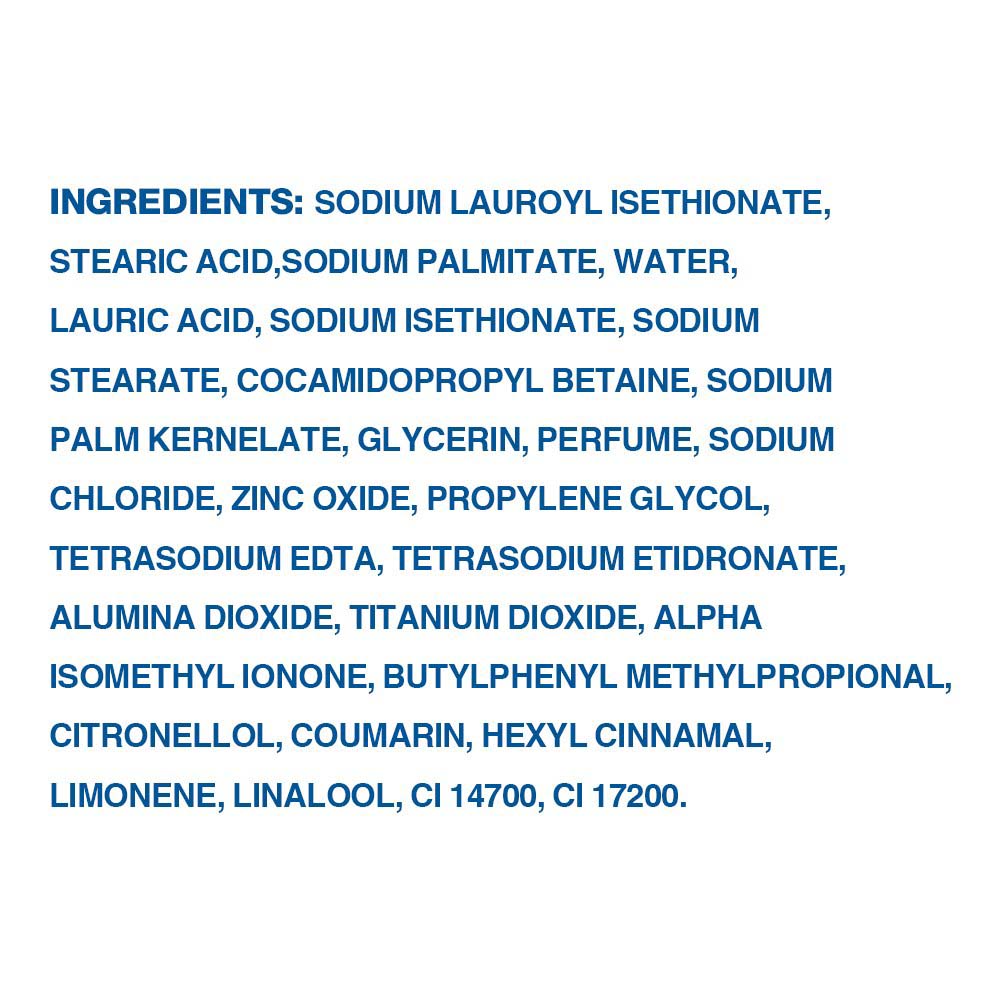 INGREDIENTS: SODIUM LAUROYL ISETHIONATE,
STEARIC ACID,SODIUM PALMITATE, WATER,
LAURIC ACID, SODIUM ISETHIONATE, SODIUM
STEARATE, COCAMIDOPROPYL BETAINE, SODIUM
PALM KERNELATE, GLYCERIN, PERFUME, SODIUM
CHLORIDE, ZINC OXIDE, PROPYLENE GLYCOL,
TETRASODIUM EDTA, TETRASODIUM ETIDRONATE,
ALUMINA DIOXIDE, TITANIUM DIOXIDE, ALPHA
ISOMETHYL IONONE, BUTYLPHENYL METHYLPROPIONAL,
CITRONELLOL, COUMARIN, HEXYL CINNAMAL,
LIMONENE, LINALOOL, CI 14700, CI 17200.